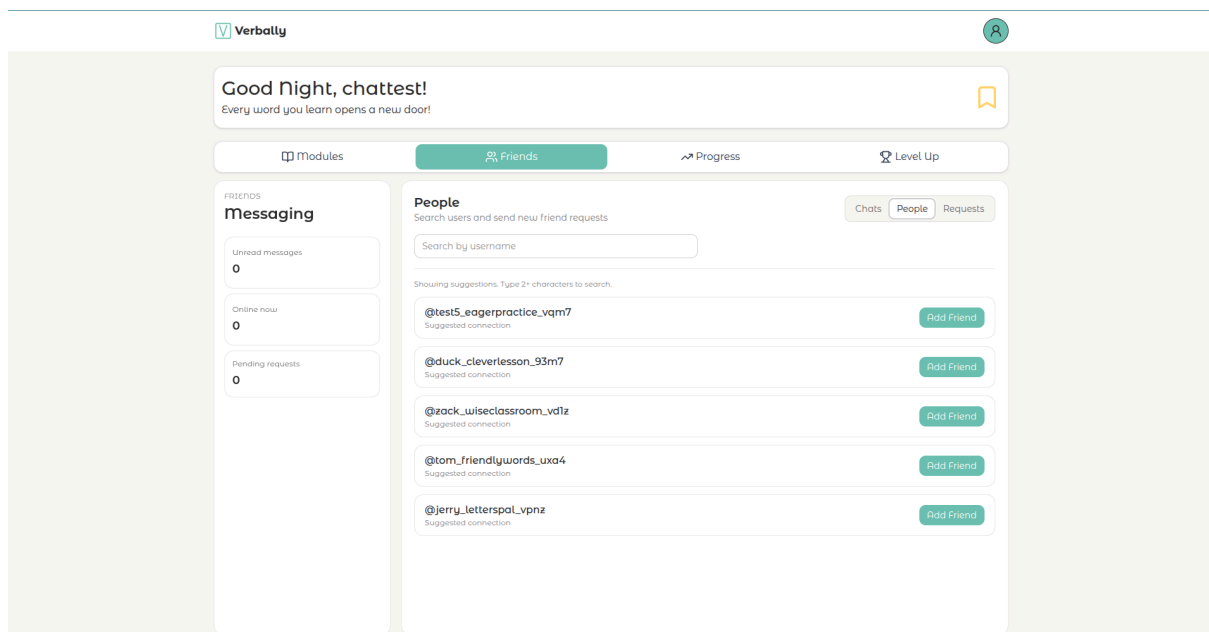 Verbally
Good Night, chattest!
Every word you learn opens a new door!
Modules
Friends
Progress
Level Up
FRIENDS
Messaging
Unread messages
0
Online now
0
Pending requests
0
People
Search users and send new friend requests
Chats
People
Requests
Search by username
Showing suggestions. Type 2+ characters to search.
@test5_eagerpractice_vqm7
Suggested connection
Add Friend
@duck_cleverlesson_93m7
Suggested connection
Add Friend
@zack_wiseclassroom_vd1z
Suggested connection
Add Friend
@tom_friendlywords_uxa4
Suggested connection
Add Friend
@jerry_letterspal_vpnz
Suggested connection
Add Friend